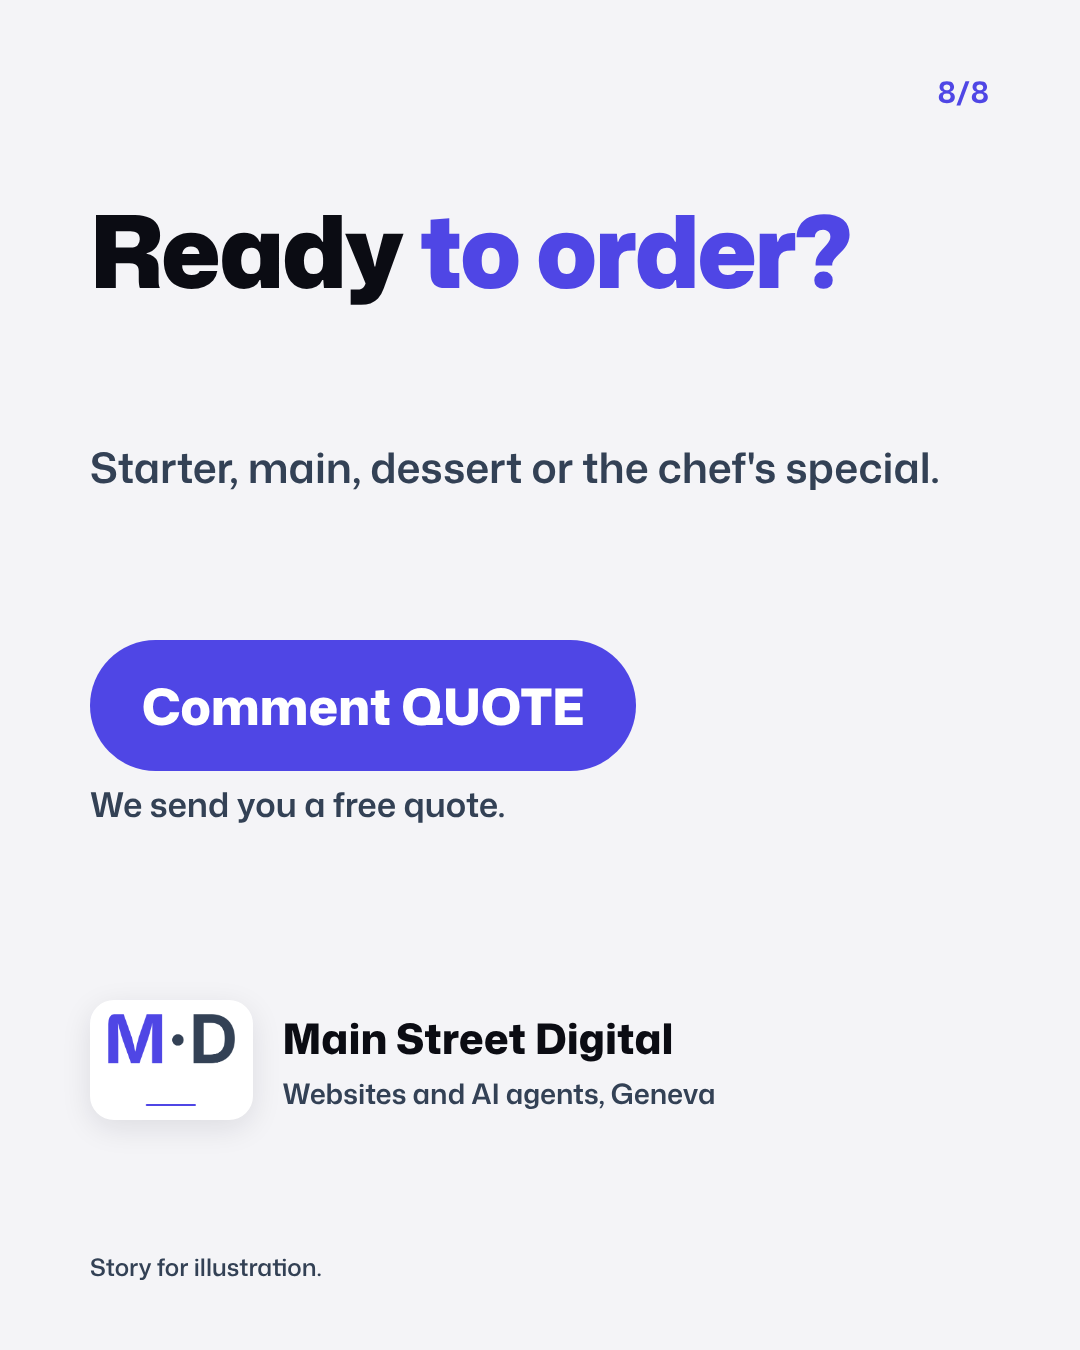 8/8
Ready to order?
Starter, main, dessert or the chef's special.
Comment QUOTE
We send you a free quote.
M·D
Main Street Digital
Websites and AI agents, Geneva
Story for illustration.